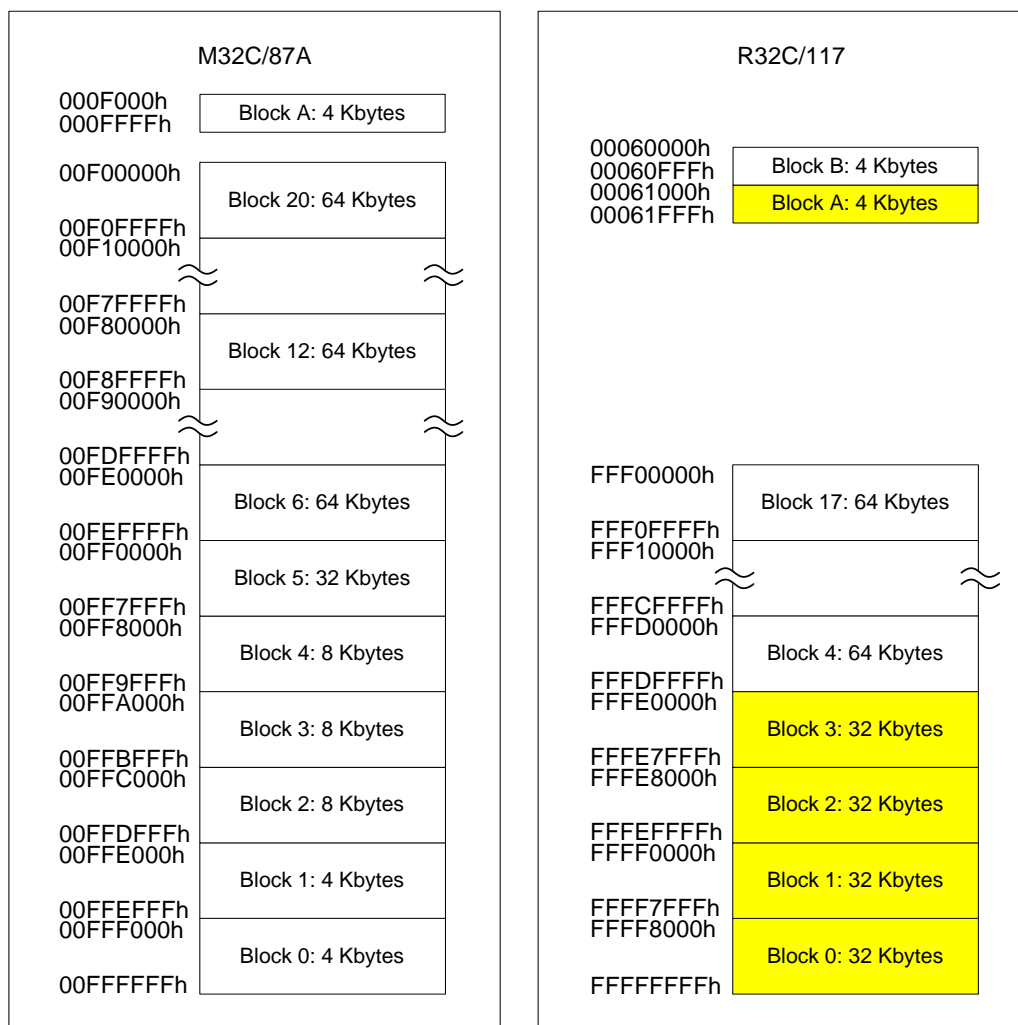 M32C/87A
000F000h
000FFFFh
Block A: 4 Kbytes
00F00000h
Block 20: 64 Kbytes
00F0FFFFh
00F10000h
00F7FFFFh
00F80000h
Block 12: 64 Kbytes
00F8FFFFh
00F90000h
00FDFFFFh
00FE0000h
Block 6: 64 Kbytes
00FEFFFFh
00FF0000h
Block 5: 32 Kbytes
00FF7FFFh
00FF8000h
Block 4: 8 Kbytes
00FF9FFFh
00FFA000h
Block 3: 8 Kbytes
00FFBFFFh
00FFC000h
Block 2: 8 Kbytes
00FFDFFFh
00FFE000h
Block 1: 4 Kbytes
00FFEFFFh
00FFF000h
Block 0: 4 Kbytes
00FFFFFFh
R32C/117
00060000h
00060FFFh
Block B: 4 Kbytes
00061000h
00061FFFh
Block A: 4 Kbytes
FFF00000h
Block 17: 64 Kbytes
FFF0FFFFh
FFF10000h
FFFCFFFFh
FFFD0000h
Block 4: 64 Kbytes
FFFDFFFFh
FFFE0000h
Block 3: 32 Kbytes
FFFE7FFFh
FFFE8000h
Block 2: 32 Kbytes
FFFEFFFFh
FFFF0000h
Block 1: 32 Kbytes
FFFF7FFFh
FFFF8000h
Block 0: 32 Kbytes
FFFFFFFFh